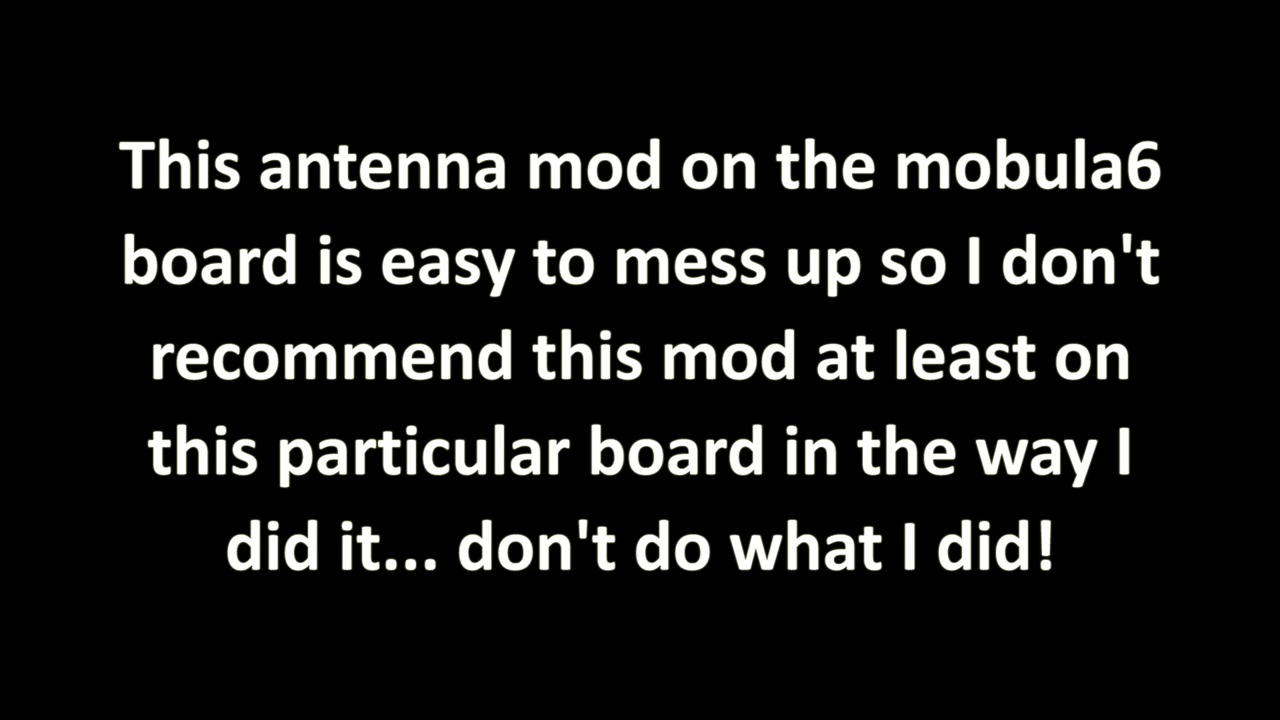 This antenna mod on the mobula6
board is easy to mess up so I don't
recommend this mod at least on
this particular board in the way I
did it... don't do what I did!